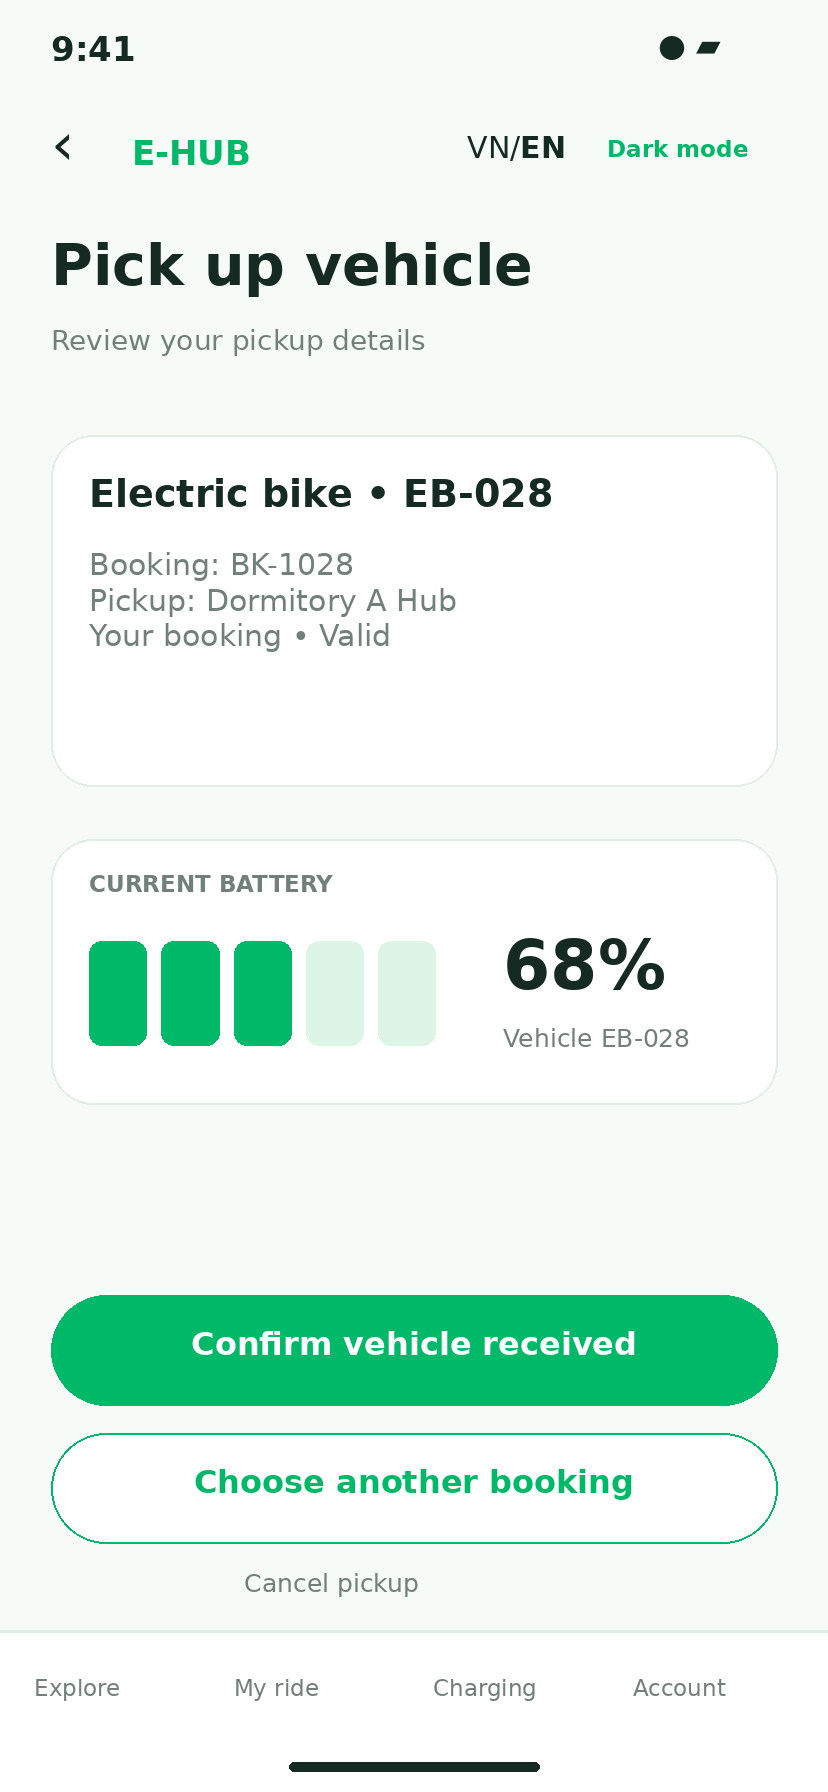 9:41
E-HUB
VN/EN
Dark mode
Pick up vehicle
Review your pickup details
Electric bike • EB-028
Booking: BK-1028
Pickup: Dormitory A Hub
Your booking • Valid
CURRENT BATTERY
68%
Vehicle EB-028
Confirm vehicle received
Choose another booking
Cancel pickup
Explore
My ride
Charging
Account